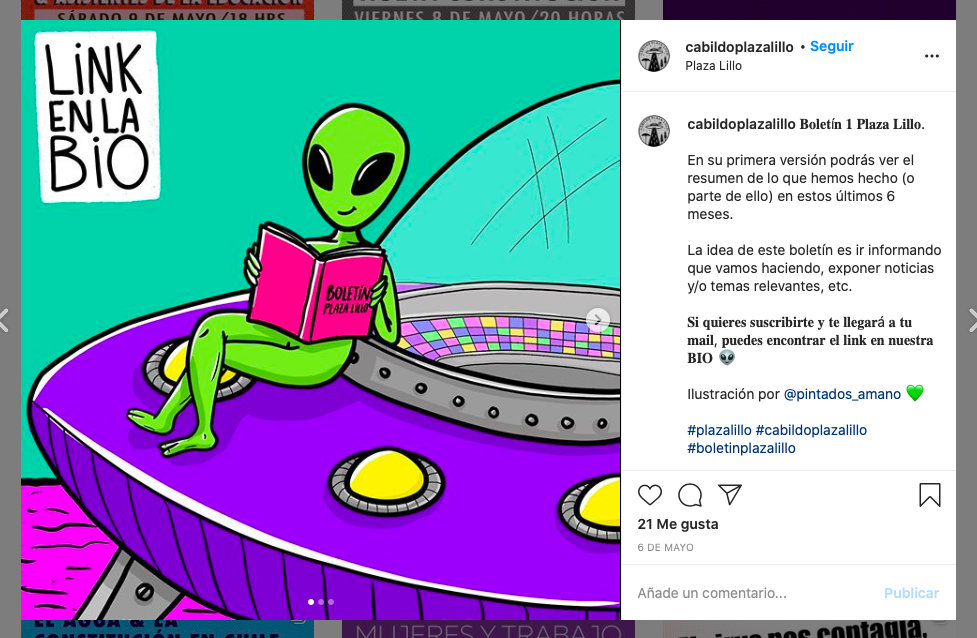 & ASISTENTES DE LA EDUCACIÓN
SÁBADO 9 DE MAYO/18 HRS
VIERNES 8 DE MAYO/20 HORAS
LiNK
EN LA
BiO
BOLETÍN
PLAZA LILLO
cabildoplazalillo • Seguir
Plaza Lillo
cabildoplazalillo Boletín 1 Plaza Lillo.
En su primera versión podrás ver el
resumen de lo que hemos hecho (o
parte de ello) en estos últimos 6
meses.
La idea de este boletín es ir informando
que vamos haciendo, exponer noticias
y/o temas relevantes, etc.
Si quieres suscribirte y te llegará a tu
mail, puedes encontrar el link en nuestra
BIO 👽
Ilustración por @pintados_amano 💚
#plazalillo #cabildoplazalillo
#boletinplazalillo
21 Me gusta
6 DE MAYO
Añade un comentario...
Publicar
EL AGUA & LA
CONSTITUCIÓN EN CHILE
MUJERES Y TRABAJO
nos contagia